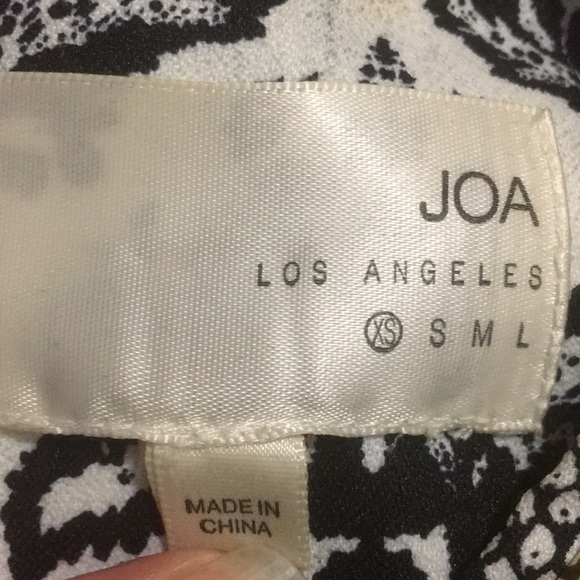 JOA
LOS ANGELES
XS S M L
MADE IN
CHINA